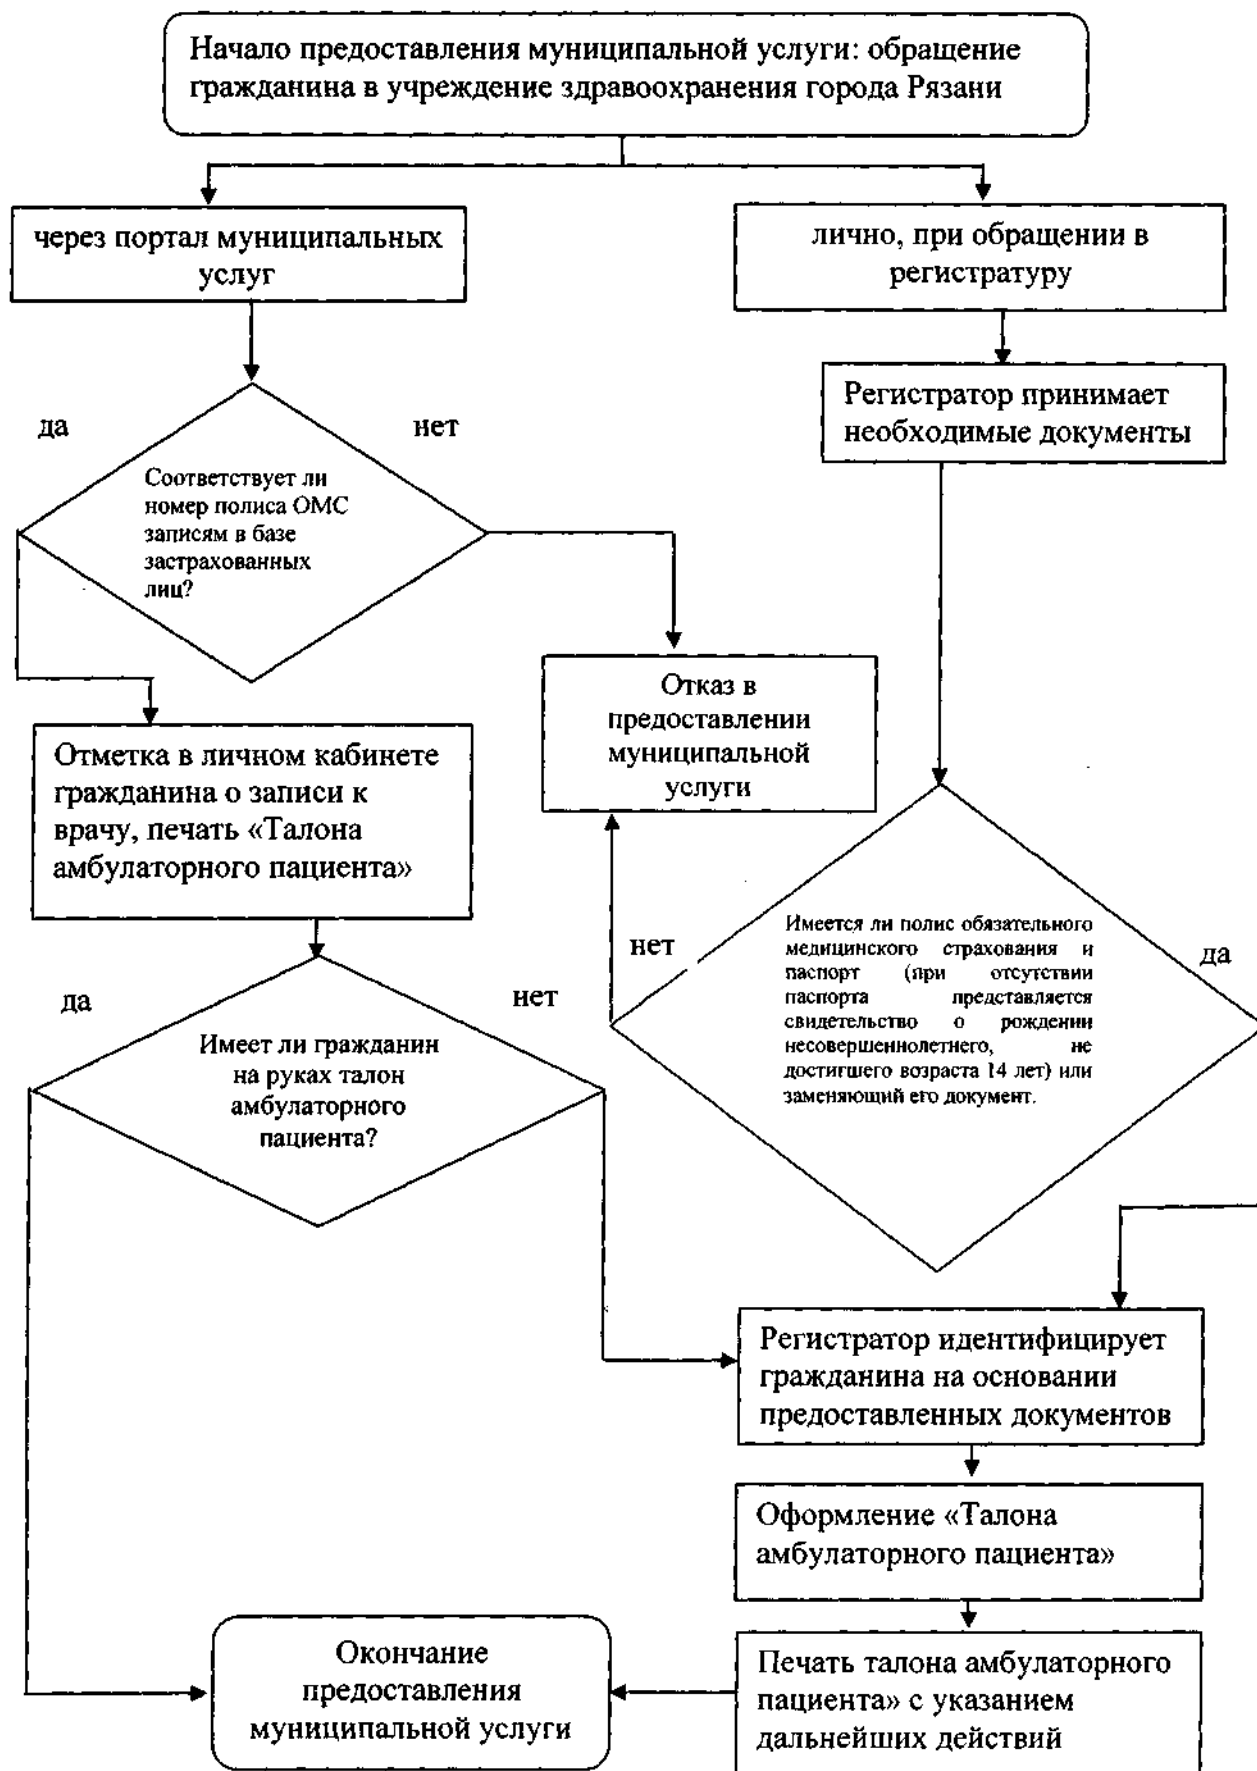 Начало предоставления муниципальной услуги: обращение
гражданина в учреждение здравоохранения города Рязани
через портал муниципальных
услуг
лично, при обращении в
регистратуру
Регистратор принимает
необходимые документы
да
нет
Соответствует ли
номер полиса ОМС
записям в базе
застрахованных
лиц?
Отказ в
предоставлении
муниципальной
услуги
Отметка в личном кабинете
гражданина о записи к
врачу, печать «Талона
амбулаторного пациента»
нет
да
Имеется ли полис обязательного
медицинского страхования и
паспорт (при отсутствии
паспорта представляется
свидетельство о рождении
несовершеннолетнего, не
достигшего возраста 14 лет) или
заменяющий его документ.
да
нет
Имеет ли гражданин
на руках талон
амбулаторного
пациента?
Регистратор идентифицирует
гражданина на основании
предоставленных документов
Оформление «Талона
амбулаторного пациента»
Печать талона амбулаторного
пациента» с указанием
дальнейших действий
Окончание
предоставления
муниципальной услуги